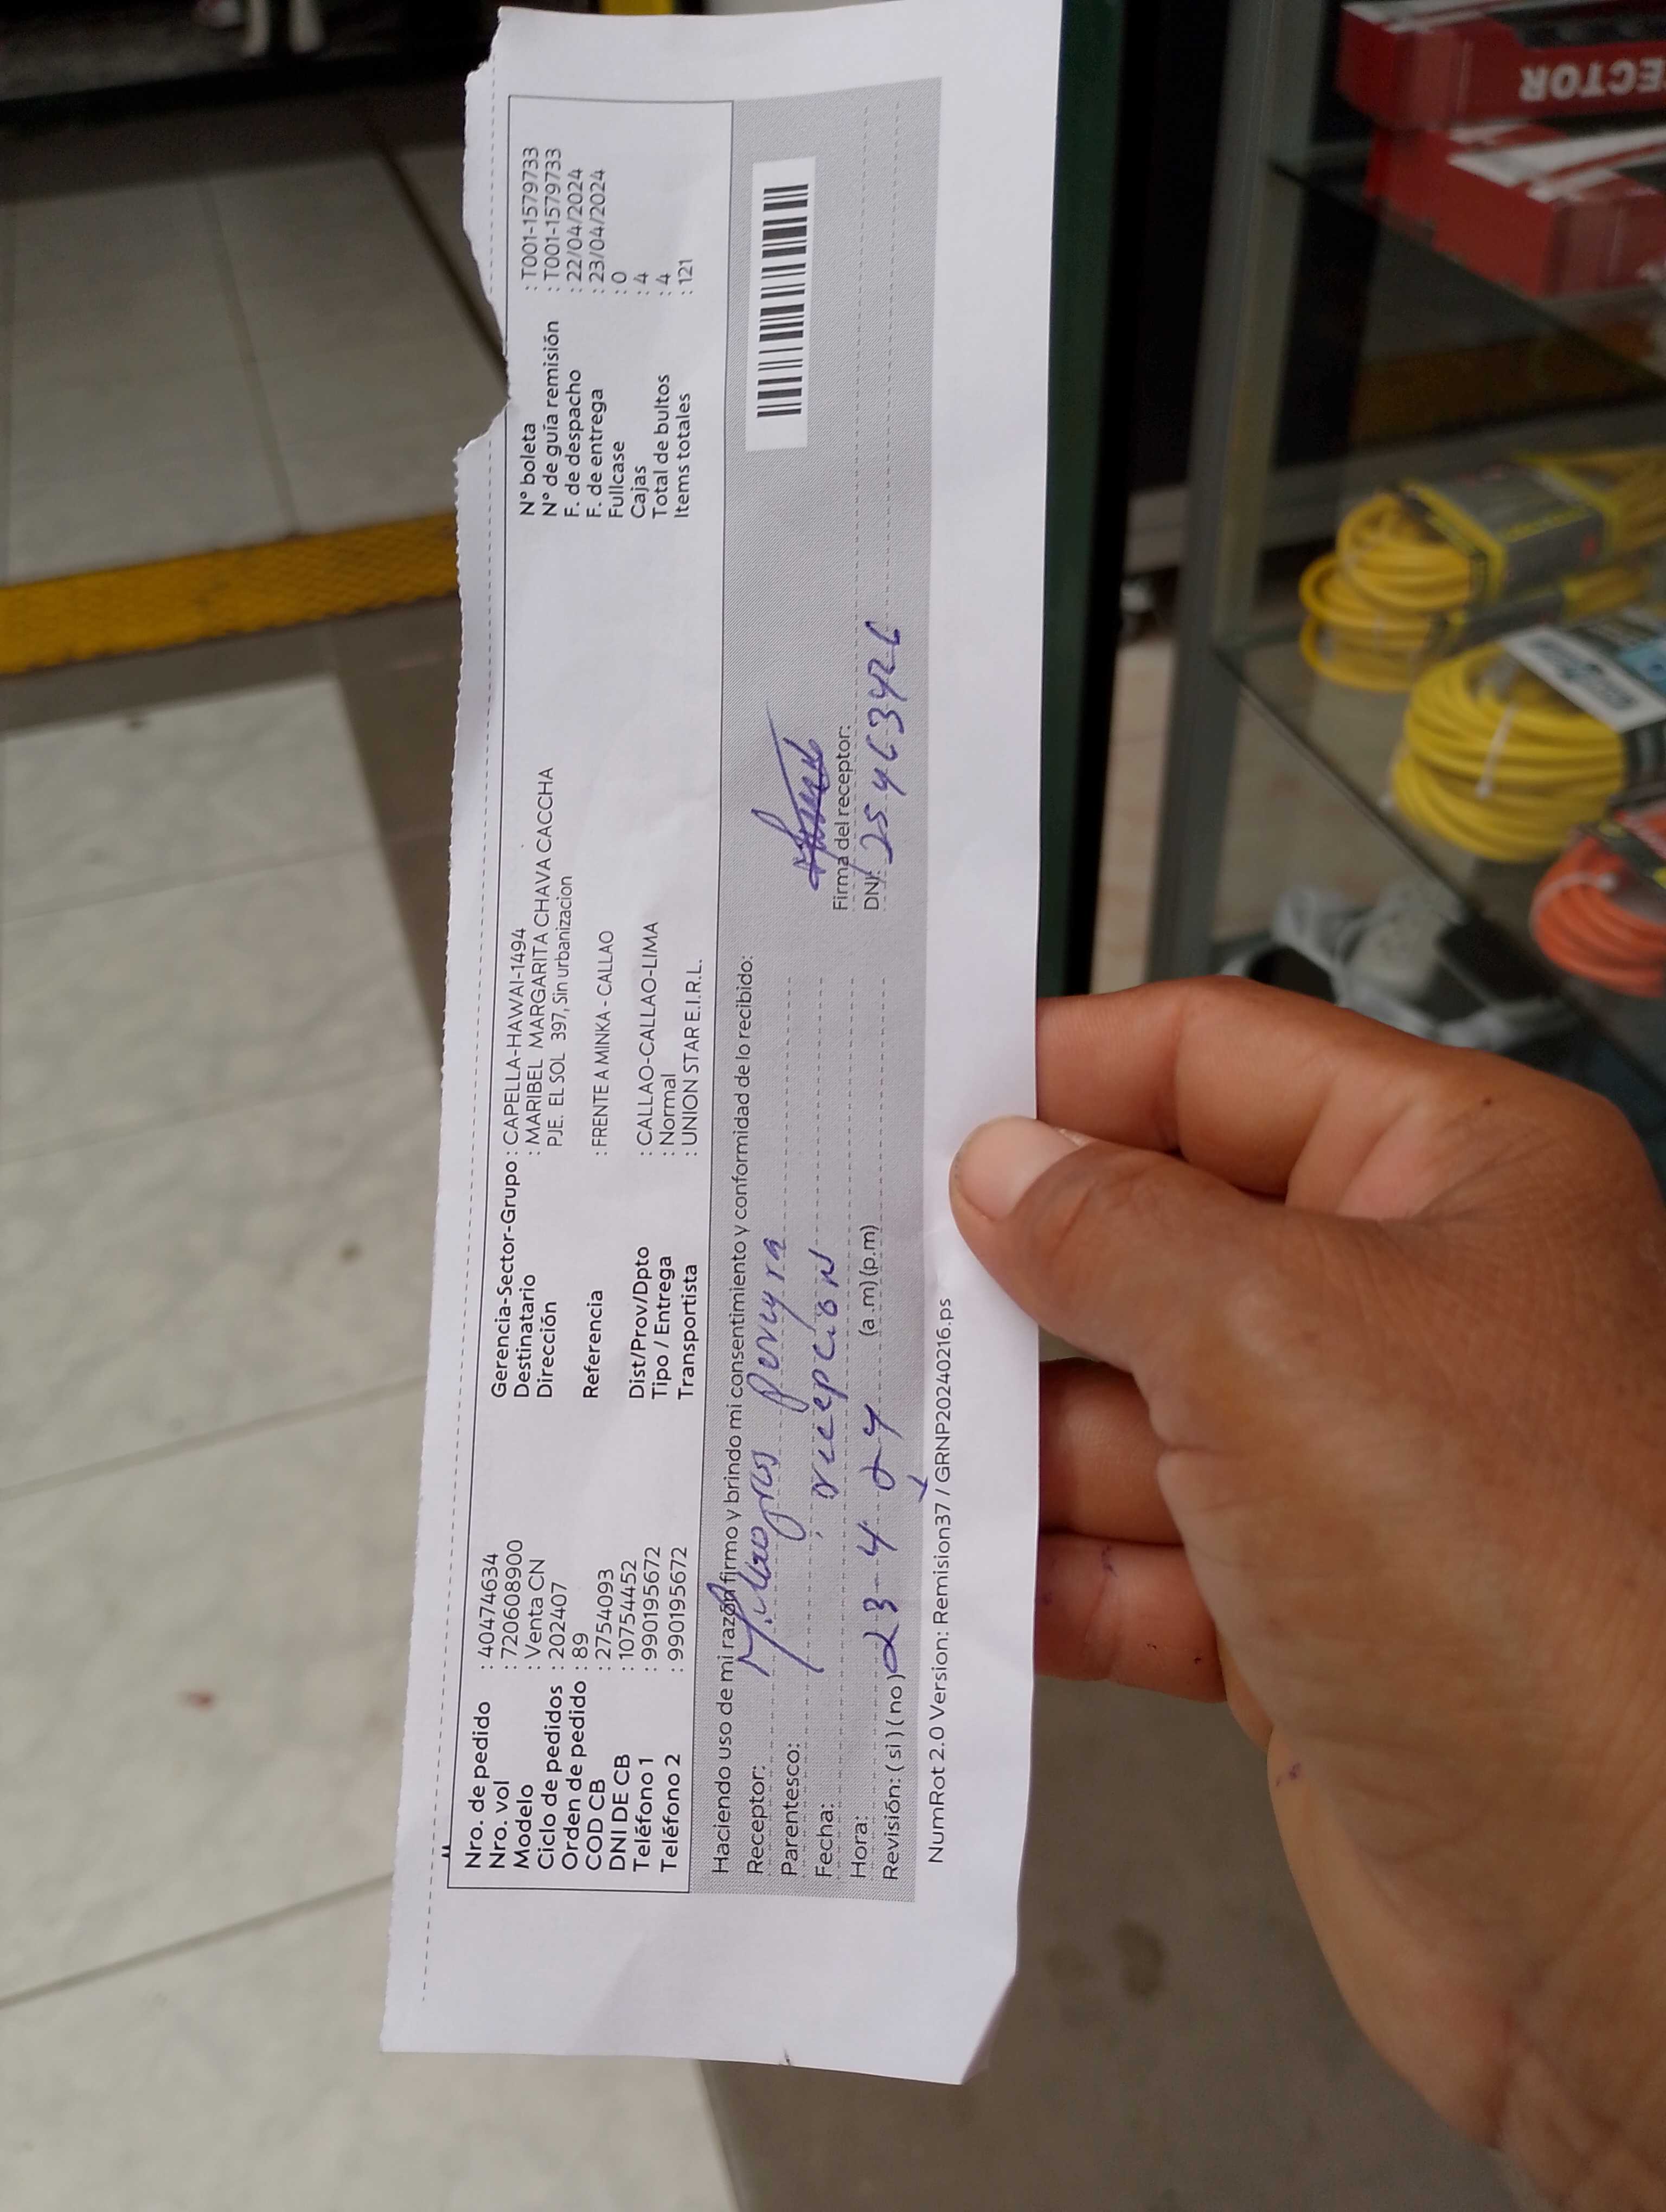 Nro. de pedido : 40474634
Nro. vol : 720608900
Modelo : Venta CN
Ciclo de pedidos : 202407
Orden de pedido : 89
COD CB : 2754093
DNI DE CB : 10754452
Teléfono 1 : 990195672
Teléfono 2 : 990195672
Gerencia-Sector-Grupo : CAPELLA-HAWAI-1494
Destinatario : MARIBEL MARGARITA CHAVA CACCHA
Dirección PJE. EL SOL 397, Sin urbanizacion
Referencia : FRENTE A MINKA - CALLAO
Dist/Prov/Dpto : CALLAO-CALLAO-LIMA
Tipo / Entrega : Normal
Transportista : UNION STAR E.I.R.L.
N° boleta : T001-1579733
N° de guía remisión : T001-1579733
F. de despacho : 22/04/2024
F. de entrega : 23/04/2024
Fullcase : 0
Cajas : 4
Total de bultos : 4
Items totales : 121
Haciendo uso de mi razón firmo y brindo mi consentimiento y conformidad de lo recibido:
Receptor: Milagros Pereyra
Parentesco: recepcion
Fecha:
Hora: 23-4 (a.m) (p.m)
Revisión: ( si ) ( no )
Firma del receptor:
DNI: 25463426
NumRot 2.0 Version: Remision37 / GRNP20240216.ps
ECTOR